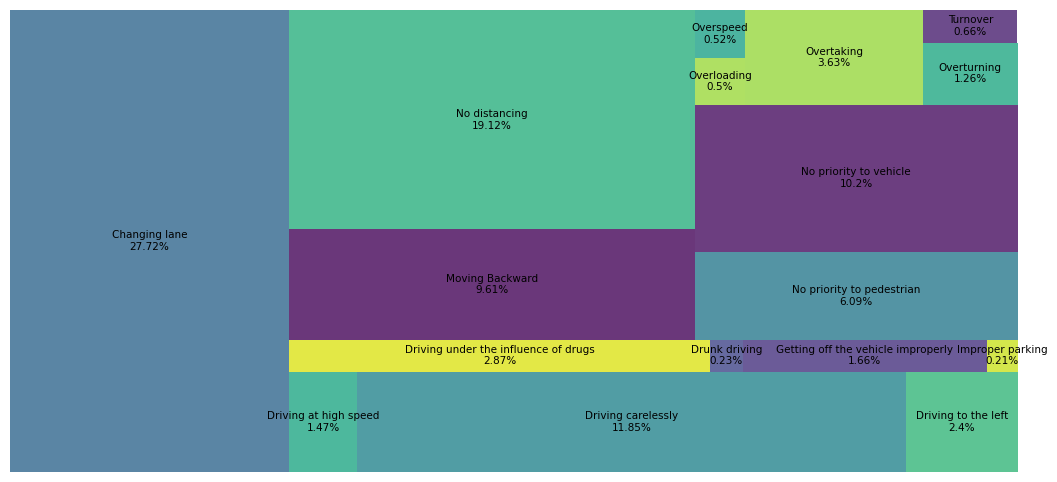 Changing lane
27.72%
No distancing
19.12%
Moving Backward
9.61%
Overspeed
0.52%
Overloading
0.5%
Overtaking
3.63%
Turnover
0.66%
Overturning
1.26%
No priority to vehicle
10.2%
No priority to pedestrian
6.09%
Driving under the influence of drugs
2.87%
Drunk driving
0.23%
Getting off the vehicle improperly
1.66%
Improper parking
0.21%
Driving at high speed
1.47%
Driving carelessly
11.85%
Driving to the left
2.4%